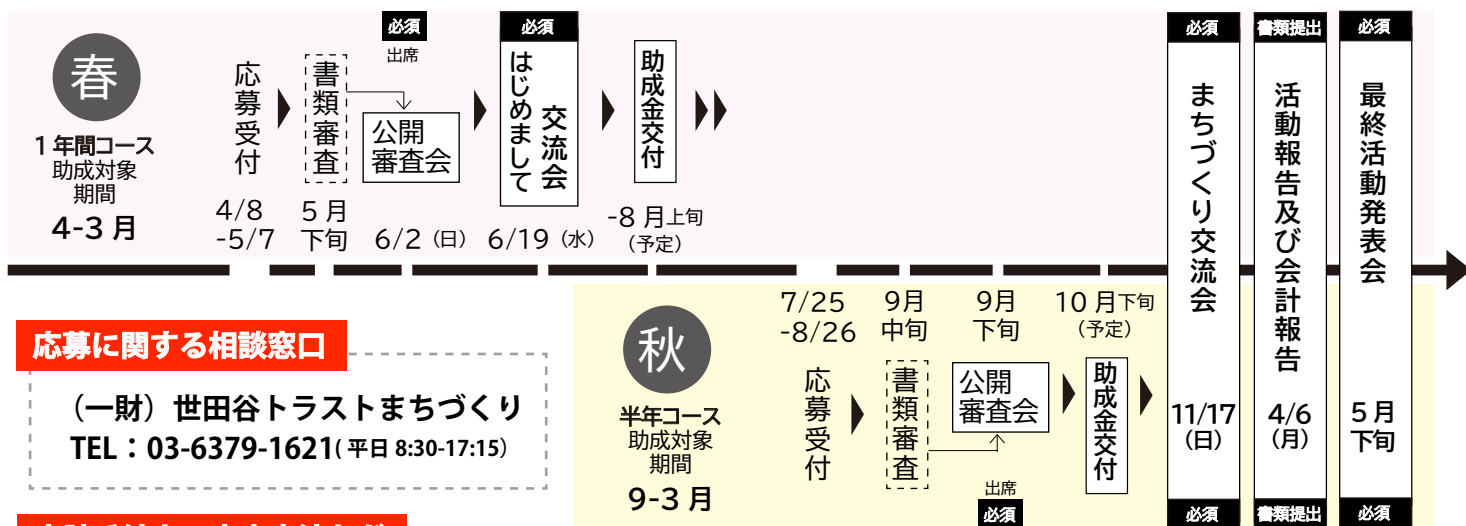 春
1年間コース
助成対象
期間
4-3 月
応募受付
4/8
-5/7
書類審査
5 月
下旬
必須
出席
公開
審査会
6/2（日）
必須
はじめまして
交流会
6/19（水）
助成金交付
-8 月上旬
（予定）
秋
半年コース
助成対象
期間
9-3 月
7/25
-8/26
応募受付
9月
中旬
書類審査
9月
下旬
公開
審査会
出席
必須
10 月下旬
（予定）
助成金交付
必須
まちづくり交流会
11/17
（日）
必須
書類提出
活動報告及び会計報告
4/6
（月）
書類提出
必須
最終活動発表会
5 月
下旬
必須
応募に関する相談窓口
（一財）世田谷トラストまちづくり
TEL：03-6379-1621( 平日 8:30-17:15）